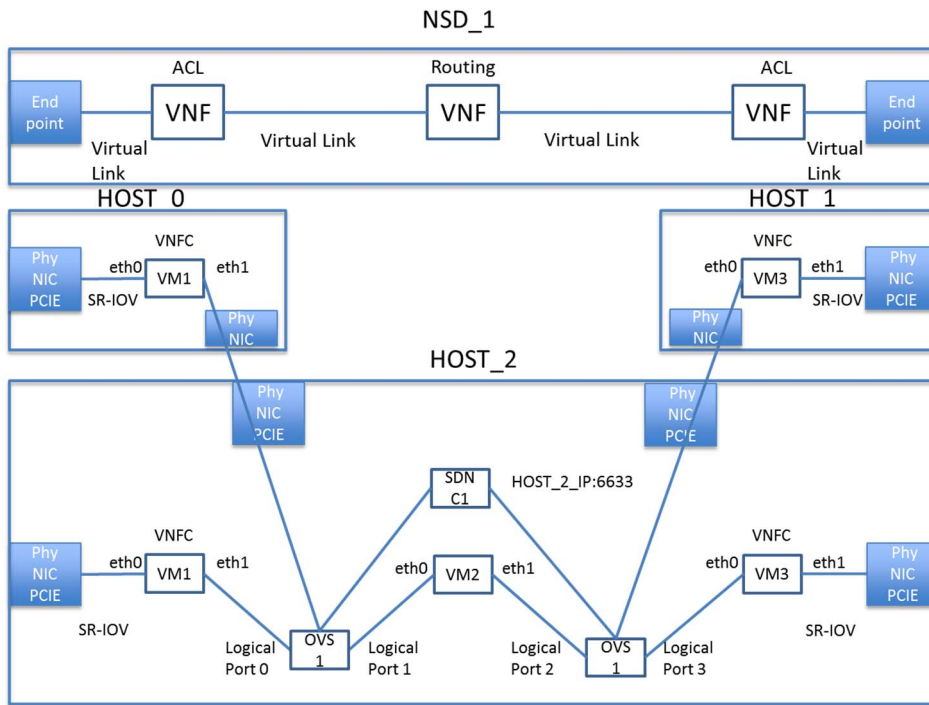 NSD_1
ACL
Routing
ACL
End
point
VNF
VNF
VNF
End
point
Virtual
Link
Virtual Link
Virtual Link
Virtual
Link
HOST_0
HOST_1
Phy
NIC
PCIE
VNFC
eth0
VM1
eth1
SR-IOV
Phy
NIC
VNFC
eth0
VM3
eth1
SR-IOV
Phy
NIC
PCIE
Phy
NIC
HOST_2
Phy
NIC
PCIE
Phy
NIC
PCIE
SDN
C1
HOST_2_IP:6633
Phy
NIC
PCIE
VNFC
eth0
VM1
eth1
SR-IOV
eth0
VM2
eth1
VNFC
eth0
VM3
eth1
SR-IOV
Phy
NIC
PCIE
Logical
Port 0
OVS
1
Logical
Port 1
Logical
Port 2
OVS
1
Logical
Port 3